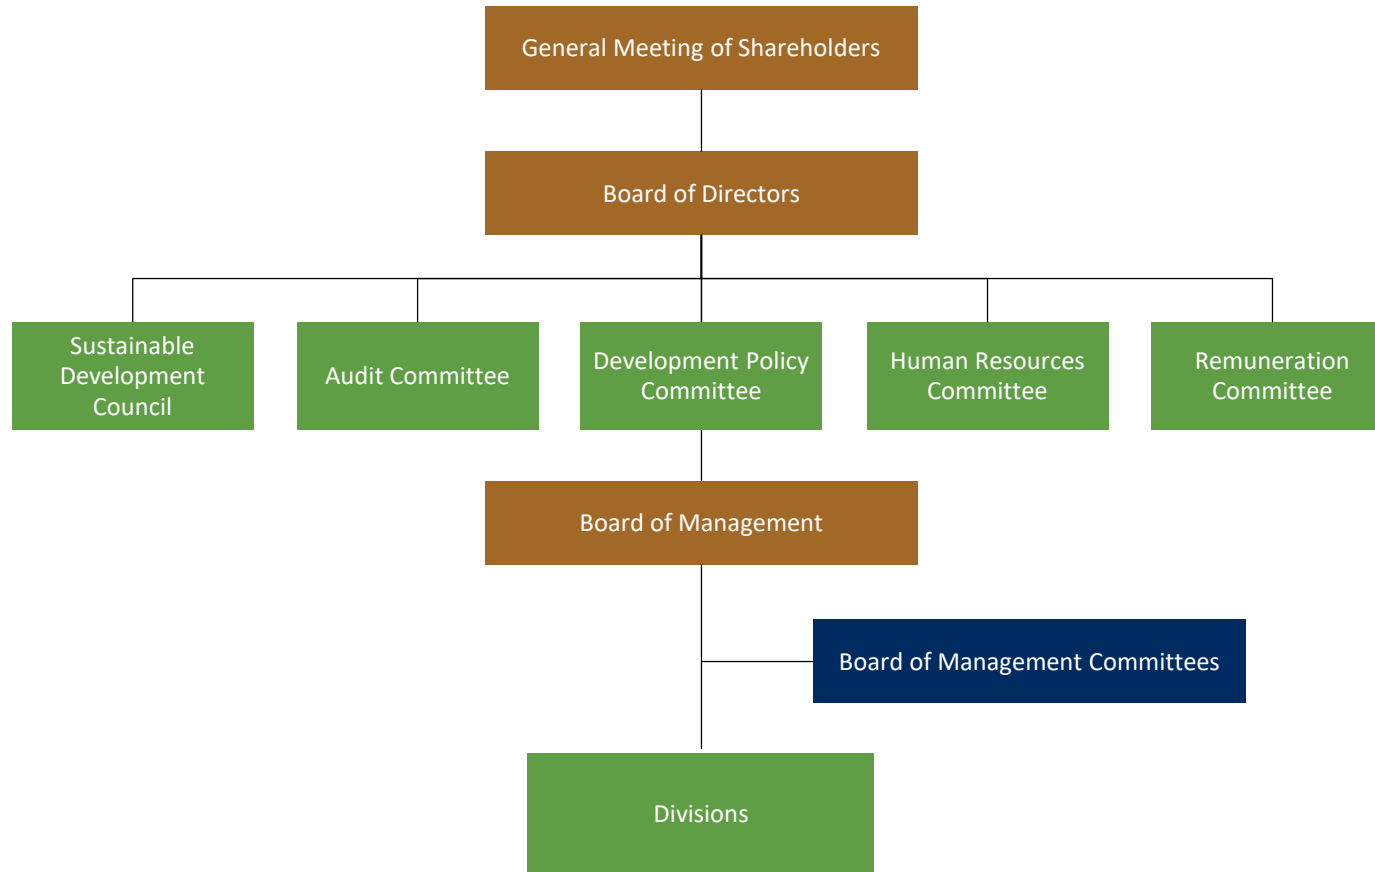 General Meeting of Shareholders
Board of Directors
Sustainable
Development
Council
Audit Committee
Development Policy
Committee
Human Resources
Committee
Remuneration
Committee
Board of Management
Board of Management Committees
Divisions